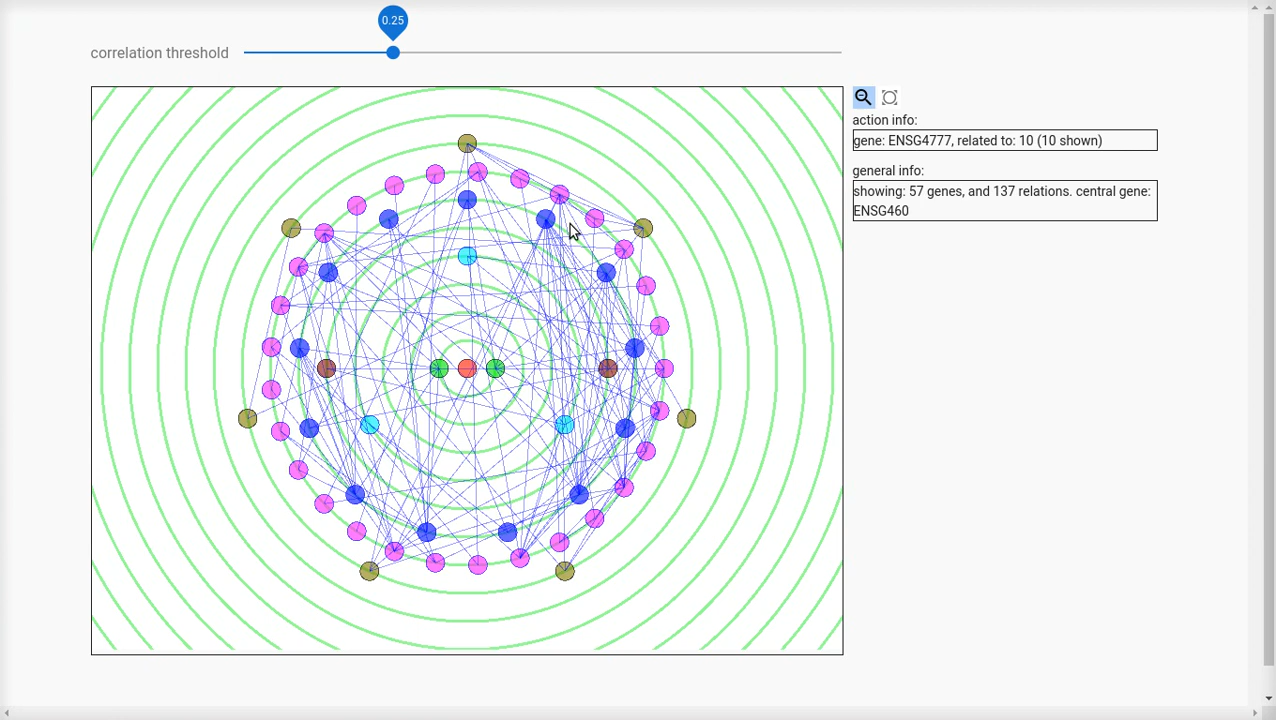 0.25
correlation threshold
action info:
gene: ENSG4777, related to: 10 (10 shown)
general info:
showing: 57 genes, and 137 relations. central gene:
ENSG460